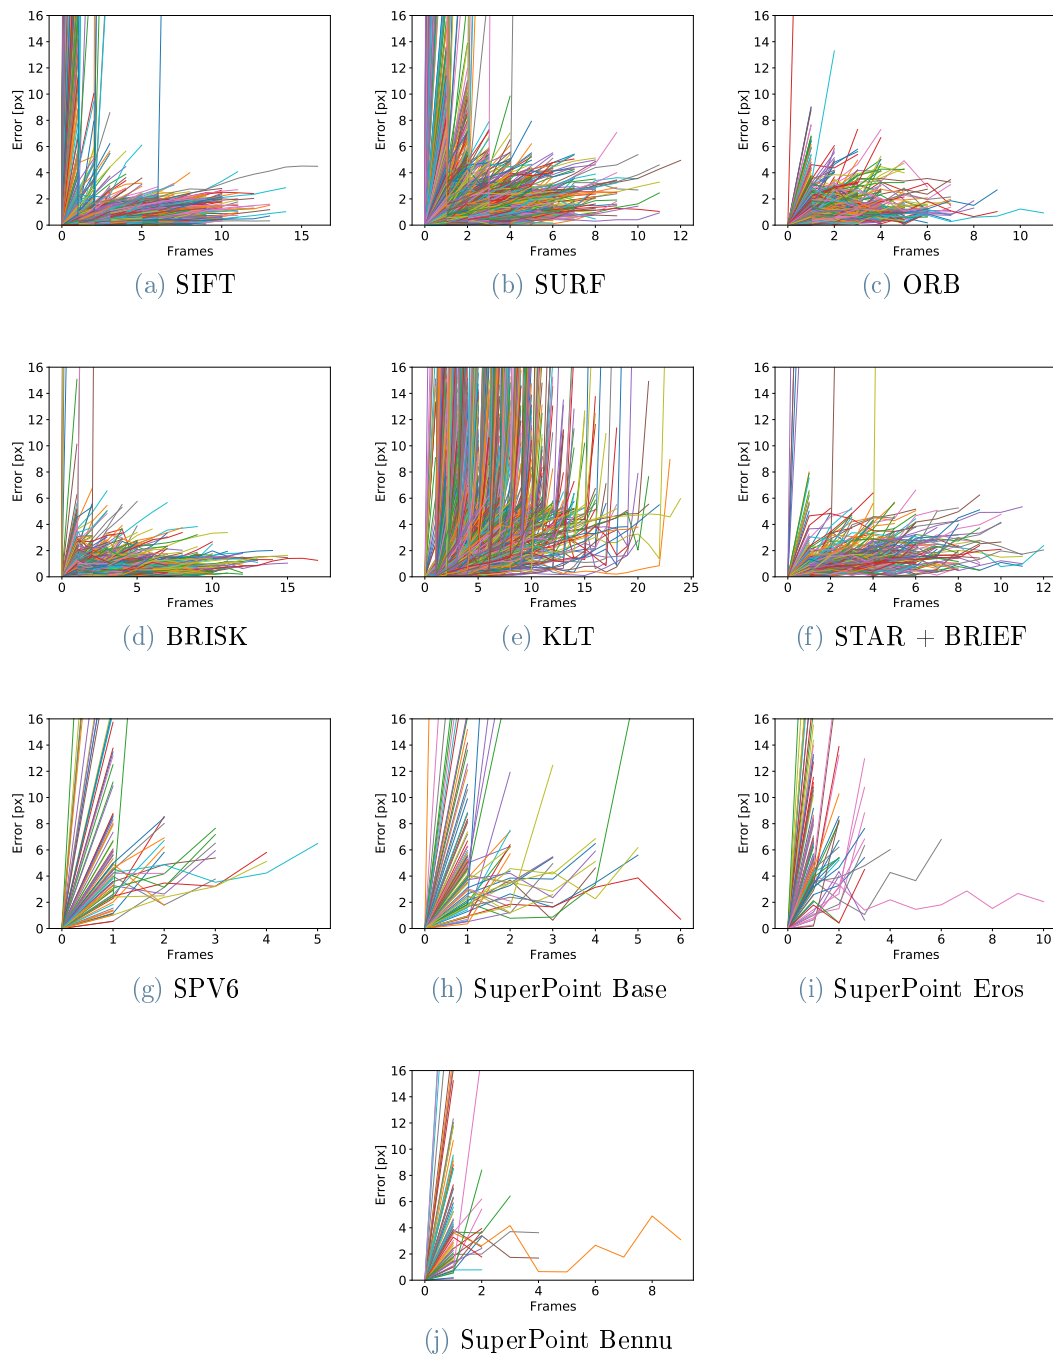 16
14
12
10
8
6
4
2
0
Error [px]
0 5 10 15
Frames
(a) SIFT
16
14
12
10
8
6
4
2
0
Error [px]
0 2 4 6 8 10 12
Frames
(b) SURF
16
14
12
10
8
6
4
2
0
Error [px]
0 2 4 6 8 10
Frames
(c) ORB
16
14
12
10
8
6
4
2
0
Error [px]
0 5 10 15
Frames
(d) BRISK
16
14
12
10
8
6
4
2
0
Error [px]
0 5 10 15 20 25
Frames
(e) KLT
16
14
12
10
8
6
4
2
0
Error [px]
0 2 4 6 8 10 12
Frames
(f) STAR + BRIEF
16
14
12
10
8
6
4
2
0
Error [px]
0 1 2 3 4 5
Frames
(g) SPV6
16
14
12
10
8
6
4
2
0
Error [px]
0 1 2 3 4 5 6
Frames
(h) SuperPoint Base
16
14
12
10
8
6
4
2
0
Error [px]
0 2 4 6 8 10
Frames
(i) SuperPoint Eros
16
14
12
10
8
6
4
2
0
Error [px]
0 2 4 6 8
Frames
(j) SuperPoint Bennu